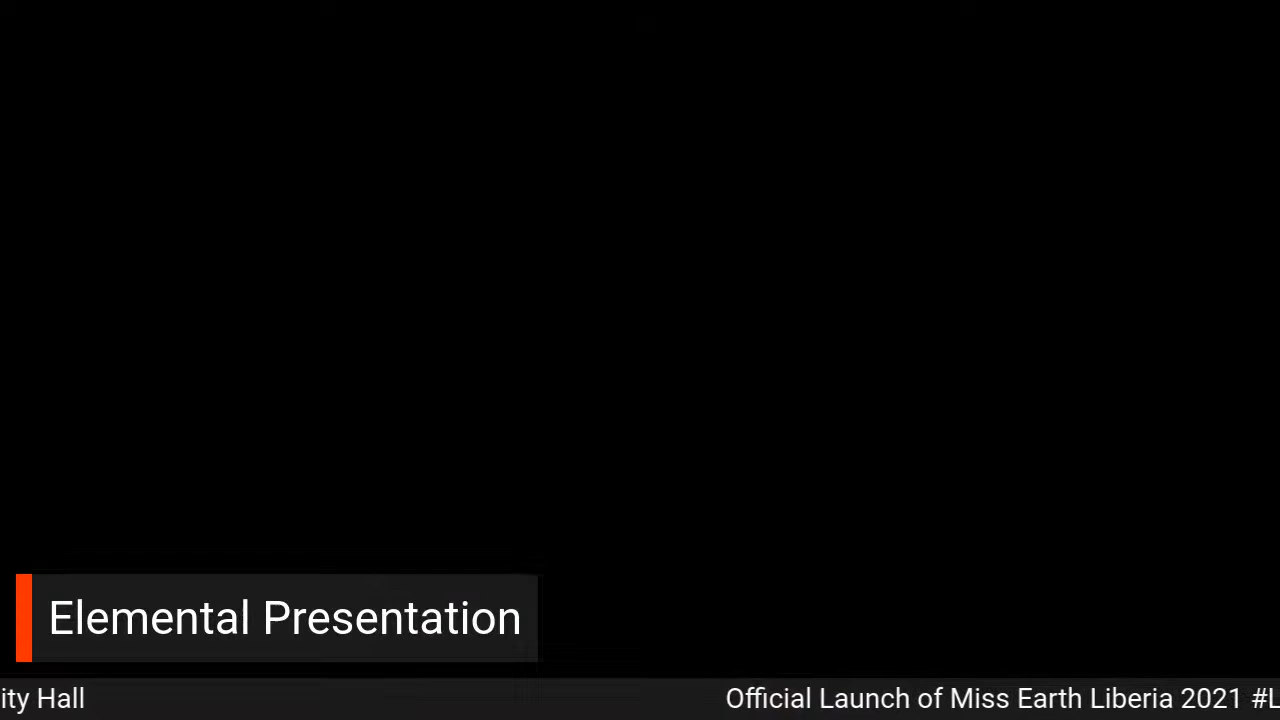 Elemental Presentation
ity Hall
Official Launch of Miss Earth Liberia 2021 #L